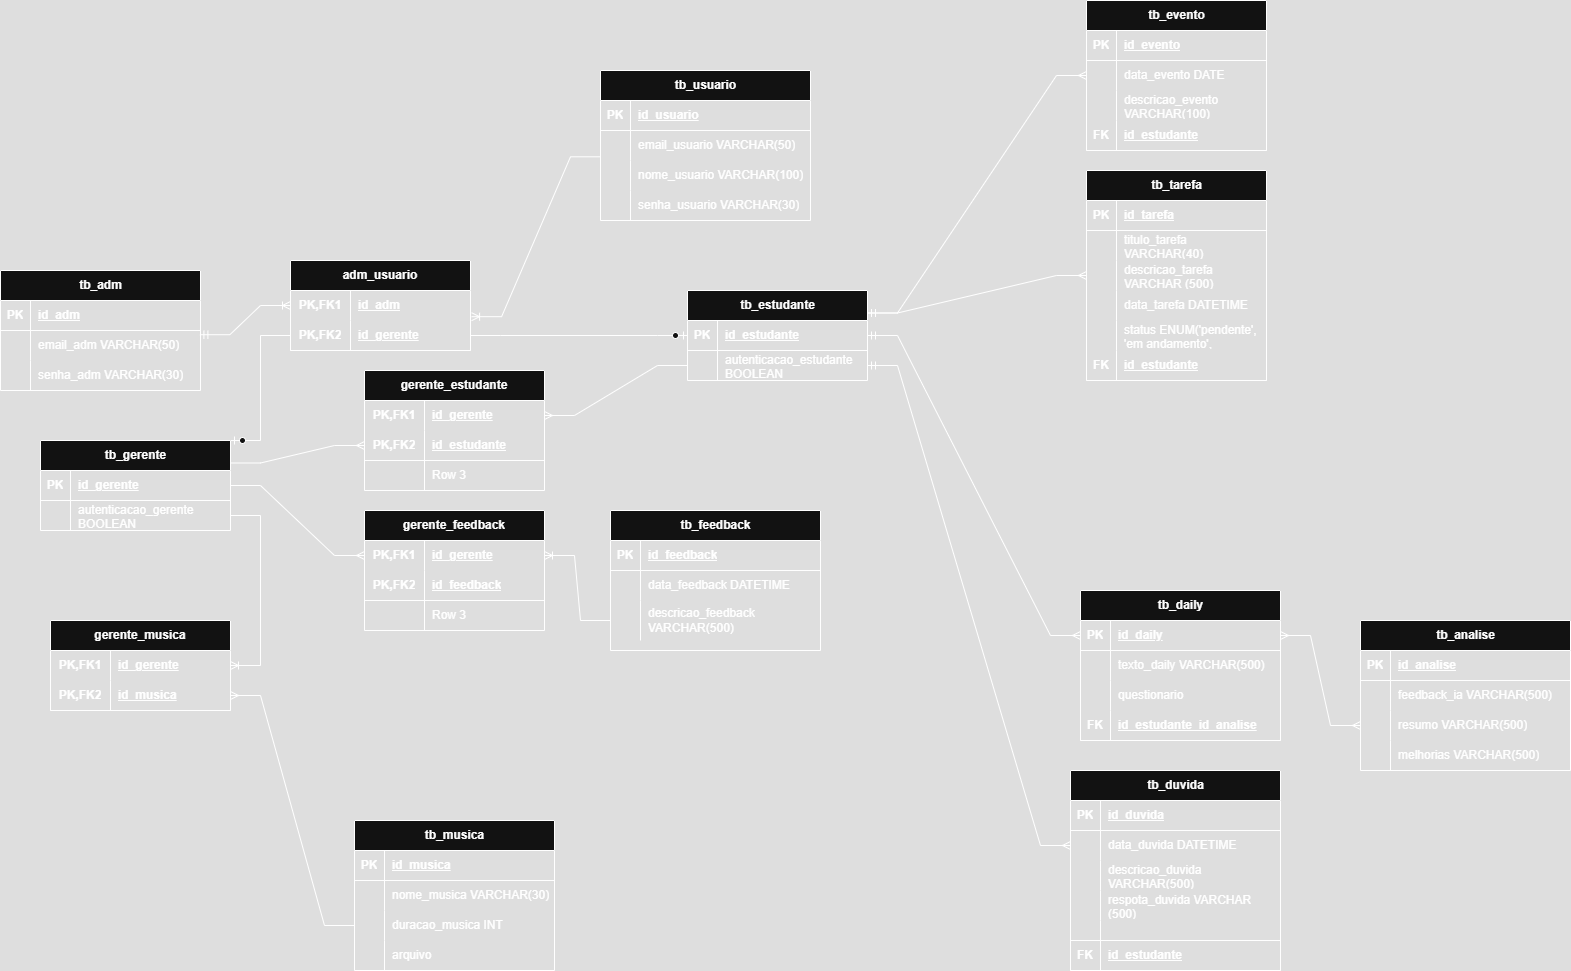 tb_evento
PK id_evento
data_evento DATE
descricao_evento
VARCHAR(100)
FK id_estudante
tb_usuario
PK id_usuario
email_usuario VARCHAR(50)
nome_usuario VARCHAR(100)
senha_usuario VARCHAR(30)
tb_tarefa
PK id_tarefa
titulo_tarefa
VARCHAR(40)
descricao_tarefa
VARCHAR (500)
data_tarefa DATETIME
status ENUM('pendente',
'em andamento',
FK id_estudante
tb_adm
PK id_adm
email_adm VARCHAR(50)
senha_adm VARCHAR(30)
adm_usuario
PK,FK1 id_adm
PK,FK2 id_gerente
tb_estudante
PK id_estudante
autenticacao_estudante
BOOLEAN
gerente_estudante
PK,FK1 id_gerente
PK,FK2 id_estudante
Row 3
tb_gerente
PK id_gerente
autenticacao_gerente
BOOLEAN
gerente_feedback
PK,FK1 id_gerente
PK,FK2 id_feedback
Row 3
tb_feedback
PK id_feedback
data_feedback DATETIME
descricao_feedback
VARCHAR(500)
gerente_musica
PK,FK1 id_gerente
PK,FK2 id_musica
tb_daily
PK id_daily
texto_daily VARCHAR(500)
questionario
FK id_estudante id_analise
tb_analise
PK id_analise
feedback_ia VARCHAR(500)
resumo VARCHAR(500)
melhorias VARCHAR(500)
tb_duvida
PK id_duvida
data_duvida DATETIME
descricao_duvida
VARCHAR(500)
respota_duvida VARCHAR
(500)
FK id_estudante
tb_musica
PK id_musica
nome_musica VARCHAR(30)
duracao_musica INT
arquivo